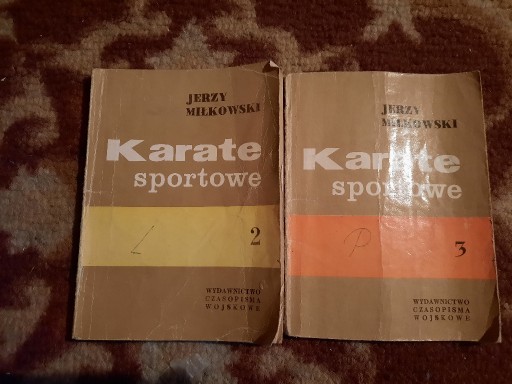 JERZY
MIŁKOWSKI
Karate
sportowe
2
WYDAWNICTWO
CZASOPISMA
WOJSKOWE
JERZY
MIŁKOWSKI
Karate
sportowe
P
3
WYDAWNICTWO
CZASOPISMA
WOJSKOWE